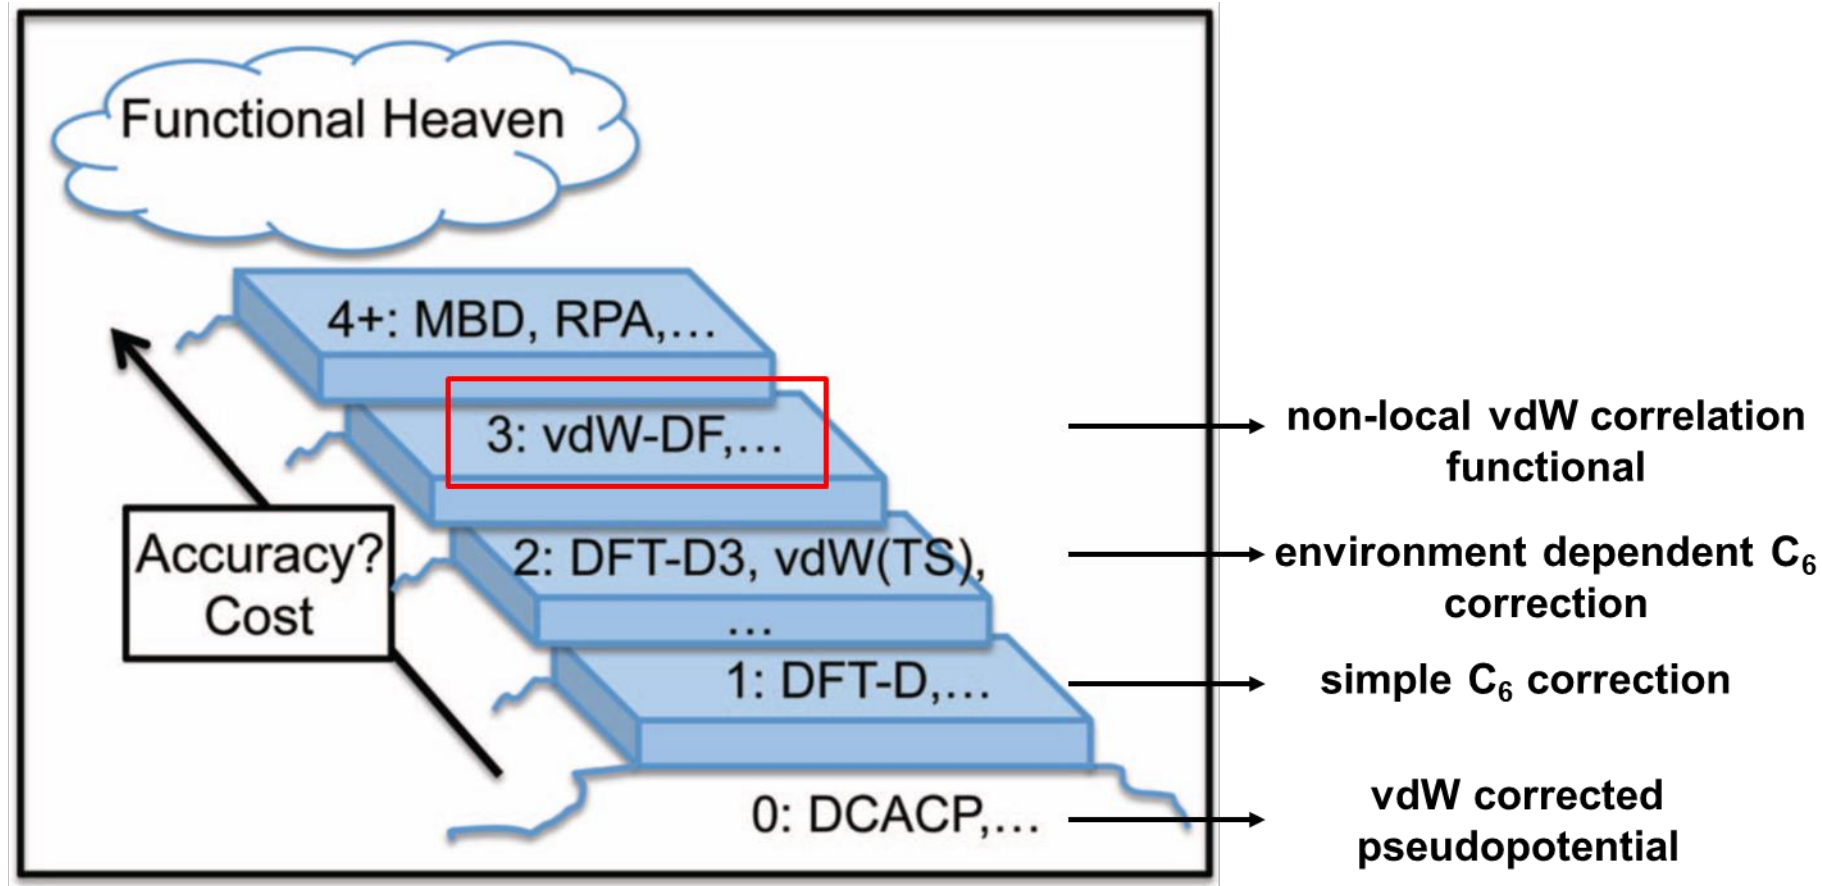 Functional Heaven
4+: MBD, RPA,...
3: vdW-DF,...
non-local vdW correlation
functional
Accuracy?
Cost
2: DFT-D3, vdW(TS),
...
environment dependent C₆
correction
1: DFT-D,...
simple C₆ correction
0: DCACP,...
vdW corrected
pseudopotential